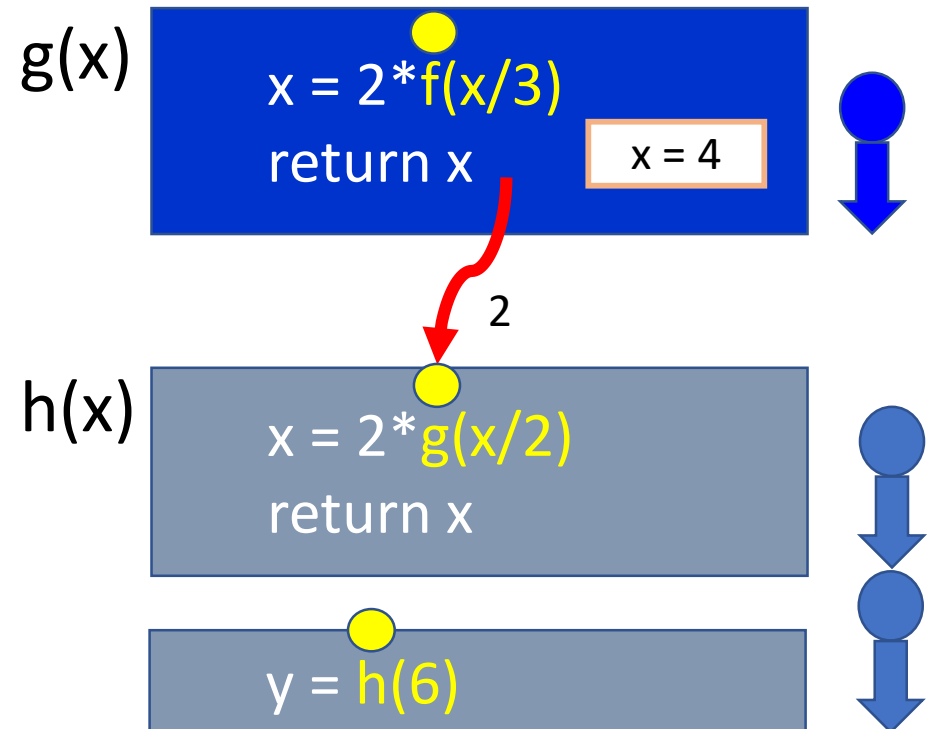 g(x)
x = 2*f(x/3)
return x
x = 4
2
h(x)
x = 2*g(x/2)
return x
y = h(6)